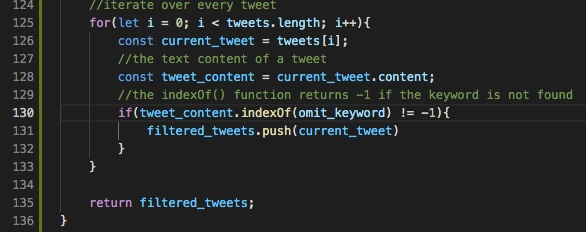 124 //iterate over every tweet
125 for(let i = 0; i < tweets.length; i++){
126 const current_tweet = tweets[i];
127 //the text content of a tweet
128 const tweet_content = current_tweet.content;
129 //the indexOf() function returns -1 if the keyword is not found
130 if(tweet_content.indexOf(omit_keyword) != -1){
131 filtered_tweets.push(current_tweet)
132 }
133 }
134
135 return filtered_tweets;
136 }